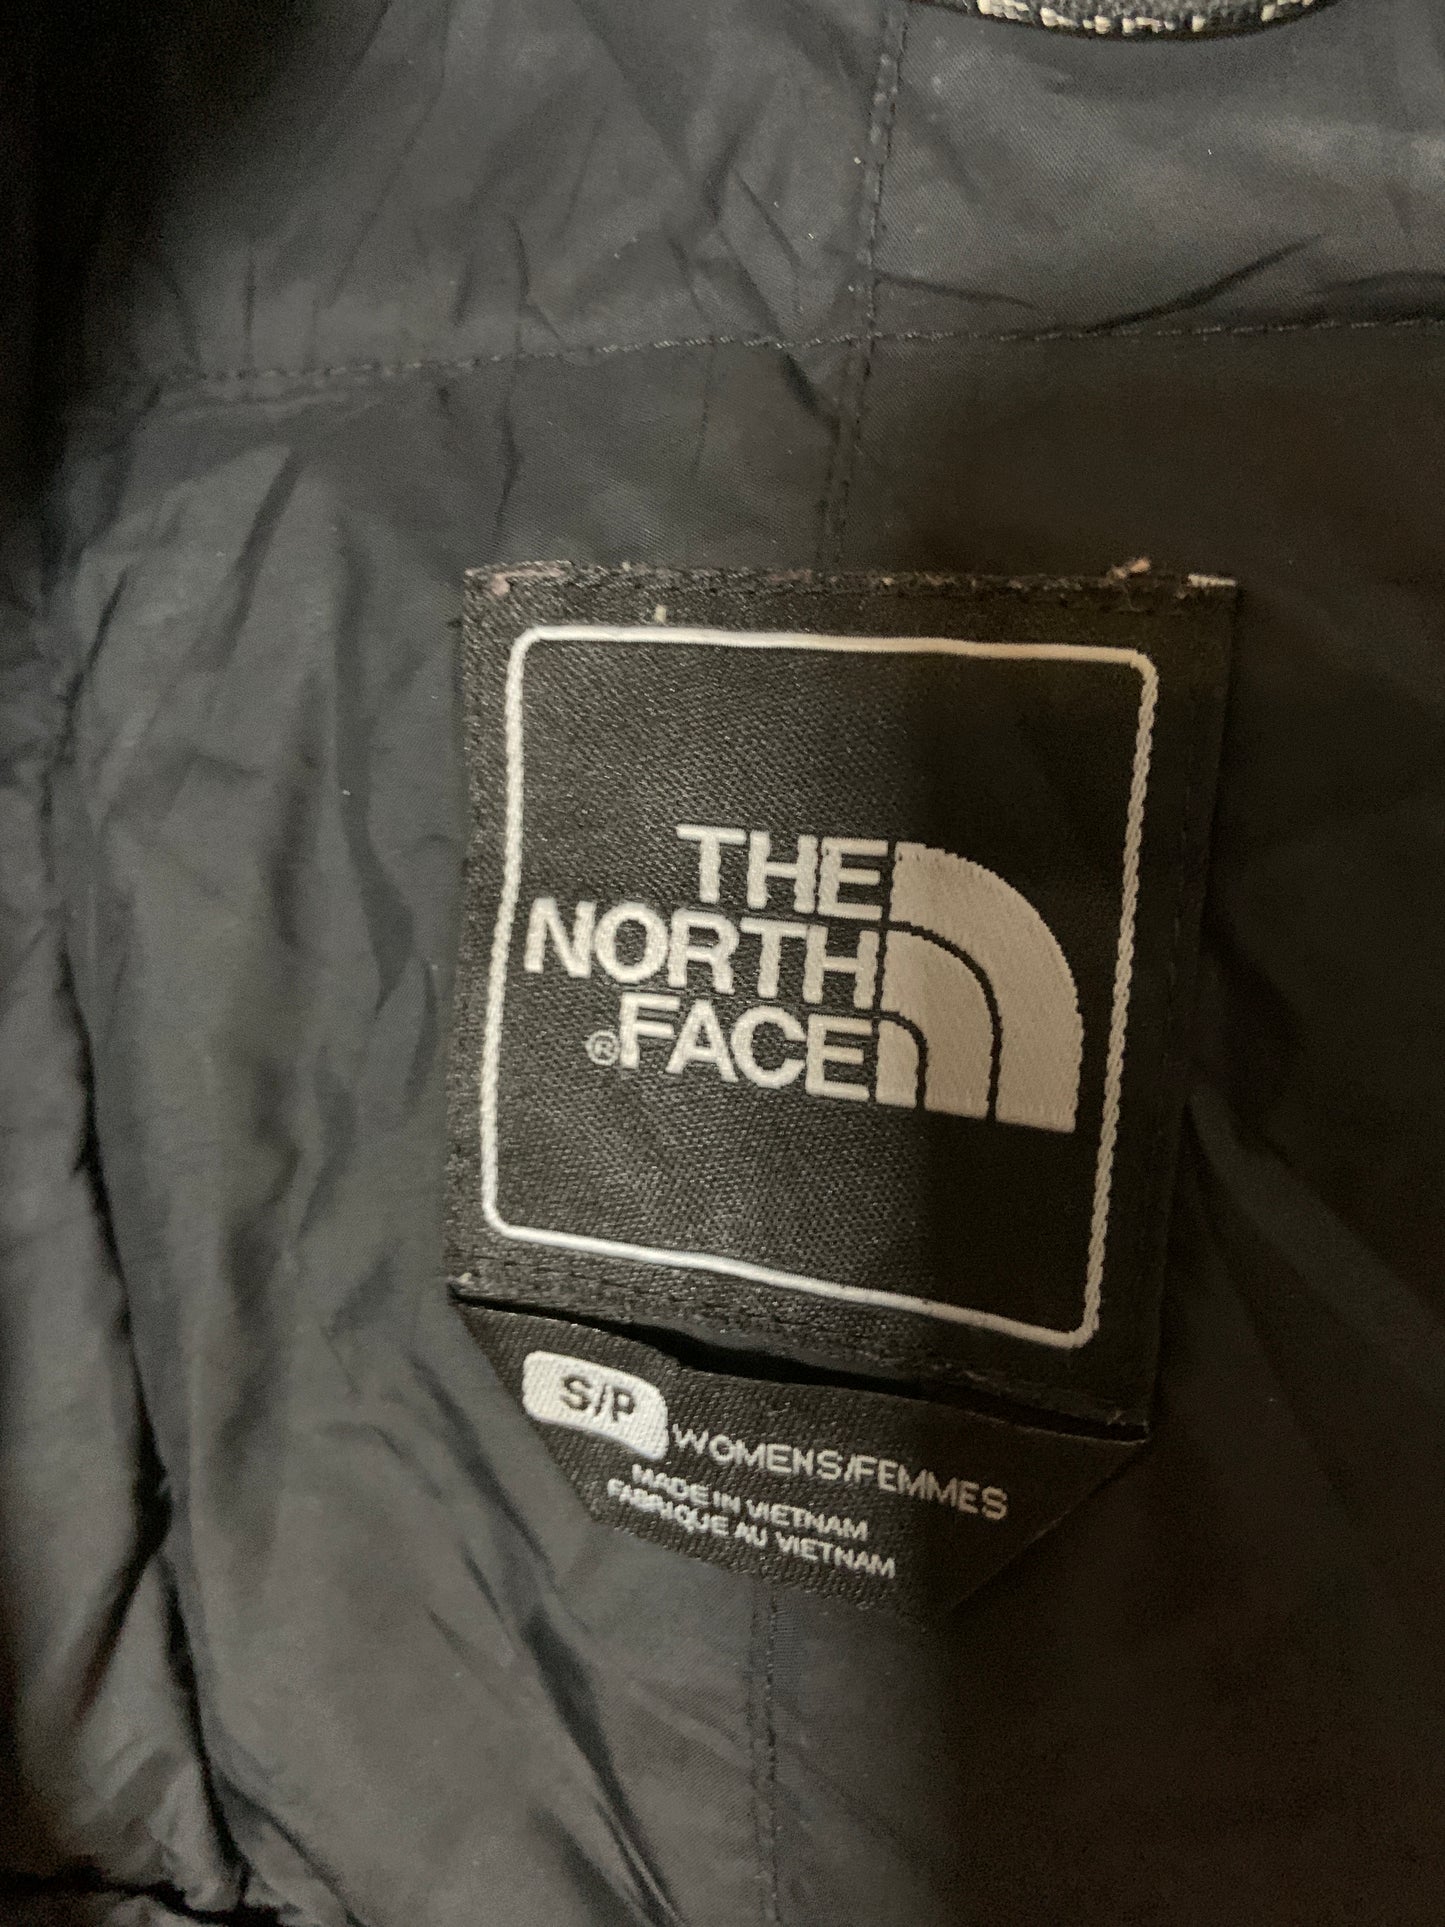 THE
NORTH
®FACE
S/P WOMENS/FEMMES
MADE IN VIETNAM
FABRIQUE AU VIETNAM